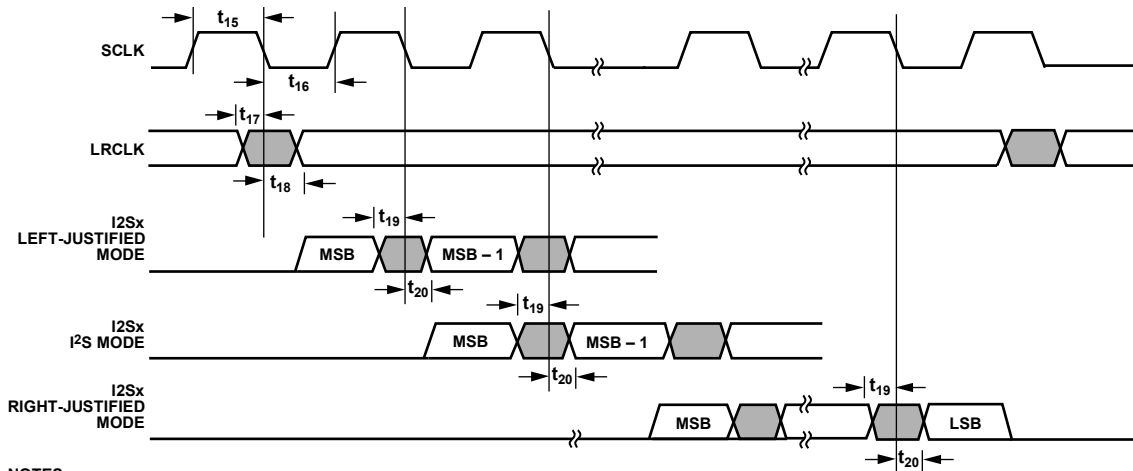 t15
SCLK
t16
t17
LRCLK
t18
I2Sx
LEFT-JUSTIFIED
MODE
t19
MSB
MSB – 1
t20
I2Sx
I²S MODE
t19
MSB
MSB – 1
t20
I2Sx
RIGHT-JUSTIFIED
MODE
t19
MSB
LSB
t20
NOTES